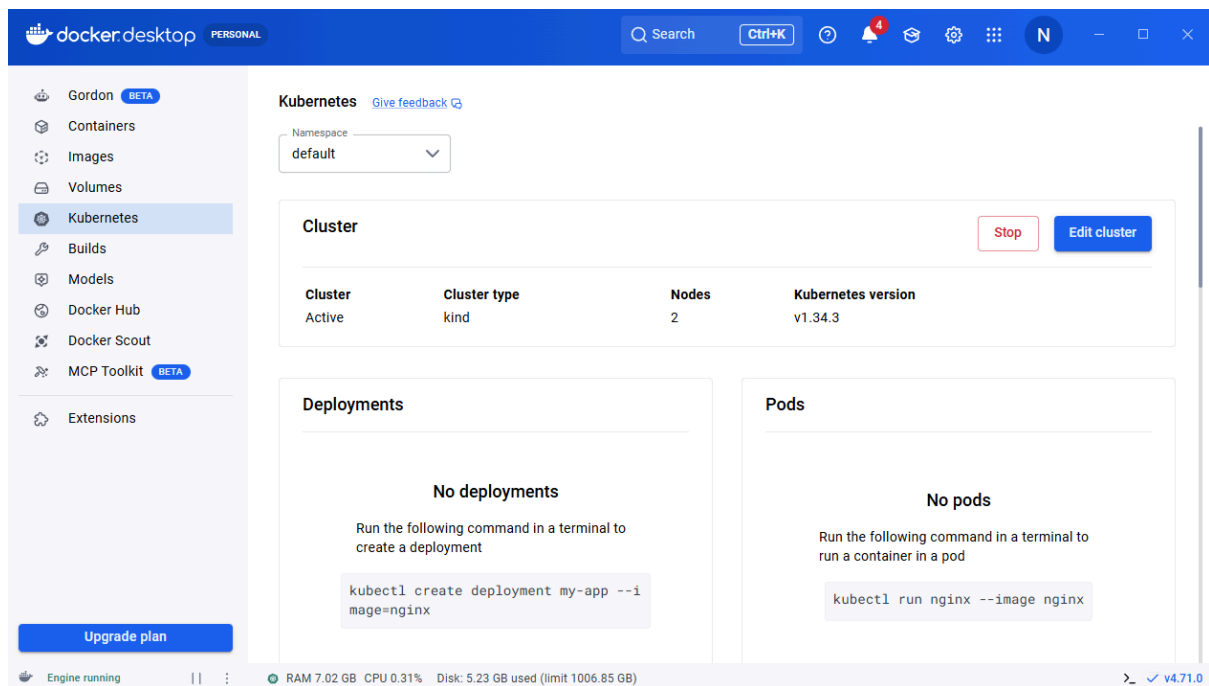 docker.desktop PERSONAL
Search Ctrl+K
4
N
Gordon BETA
Containers
Images
Volumes
Kubernetes
Builds
Models
Docker Hub
Docker Scout
MCP Toolkit BETA
Extensions
Upgrade plan
Kubernetes Give feedback
Namespace
default
Cluster
Stop Edit cluster
Cluster Cluster type Nodes Kubernetes version
Active kind 2 v1.34.3
Deployments
No deployments
Run the following command in a terminal to
create a deployment
kubectl create deployment my-app --i
mage=nginx
Pods
No pods
Run the following command in a terminal to
run a container in a pod
kubectl run nginx --image nginx
Engine running RAM 7.02 GB CPU 0.31% Disk: 5.23 GB used (limit 1006.85 GB) v4.71.0